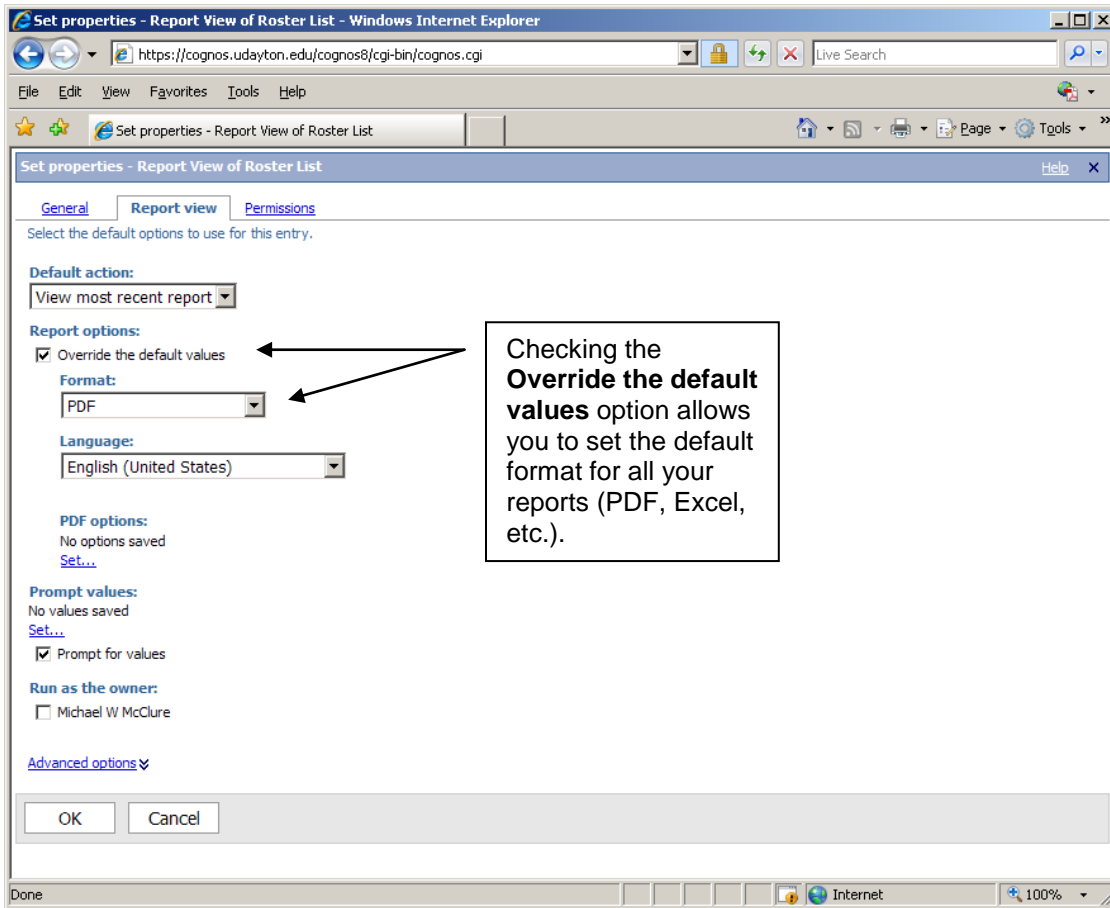 Set properties - Report View of Roster List - Windows Internet Explorer
https://cognos.udayton.edu/cognos8/cgi-bin/cognos.cgi
Live Search
File Edit View Favorites Tools Help
Set properties - Report View of Roster List
Page Tools »
Set properties - Report View of Roster List
Help X
General Report view Permissions
Select the default options to use for this entry.
Default action:
View most recent report
Report options:
Override the default values
Format:
PDF
Language:
English (United States)
PDF options:
No options saved
Set...
Prompt values:
No values saved
Set...
Prompt for values
Run as the owner:
Michael W McClure
Advanced options
OK Cancel
Checking the
Override the default
values option allows
you to set the default
format for all your
reports (PDF, Excel,
etc.).
Done
Internet
100%